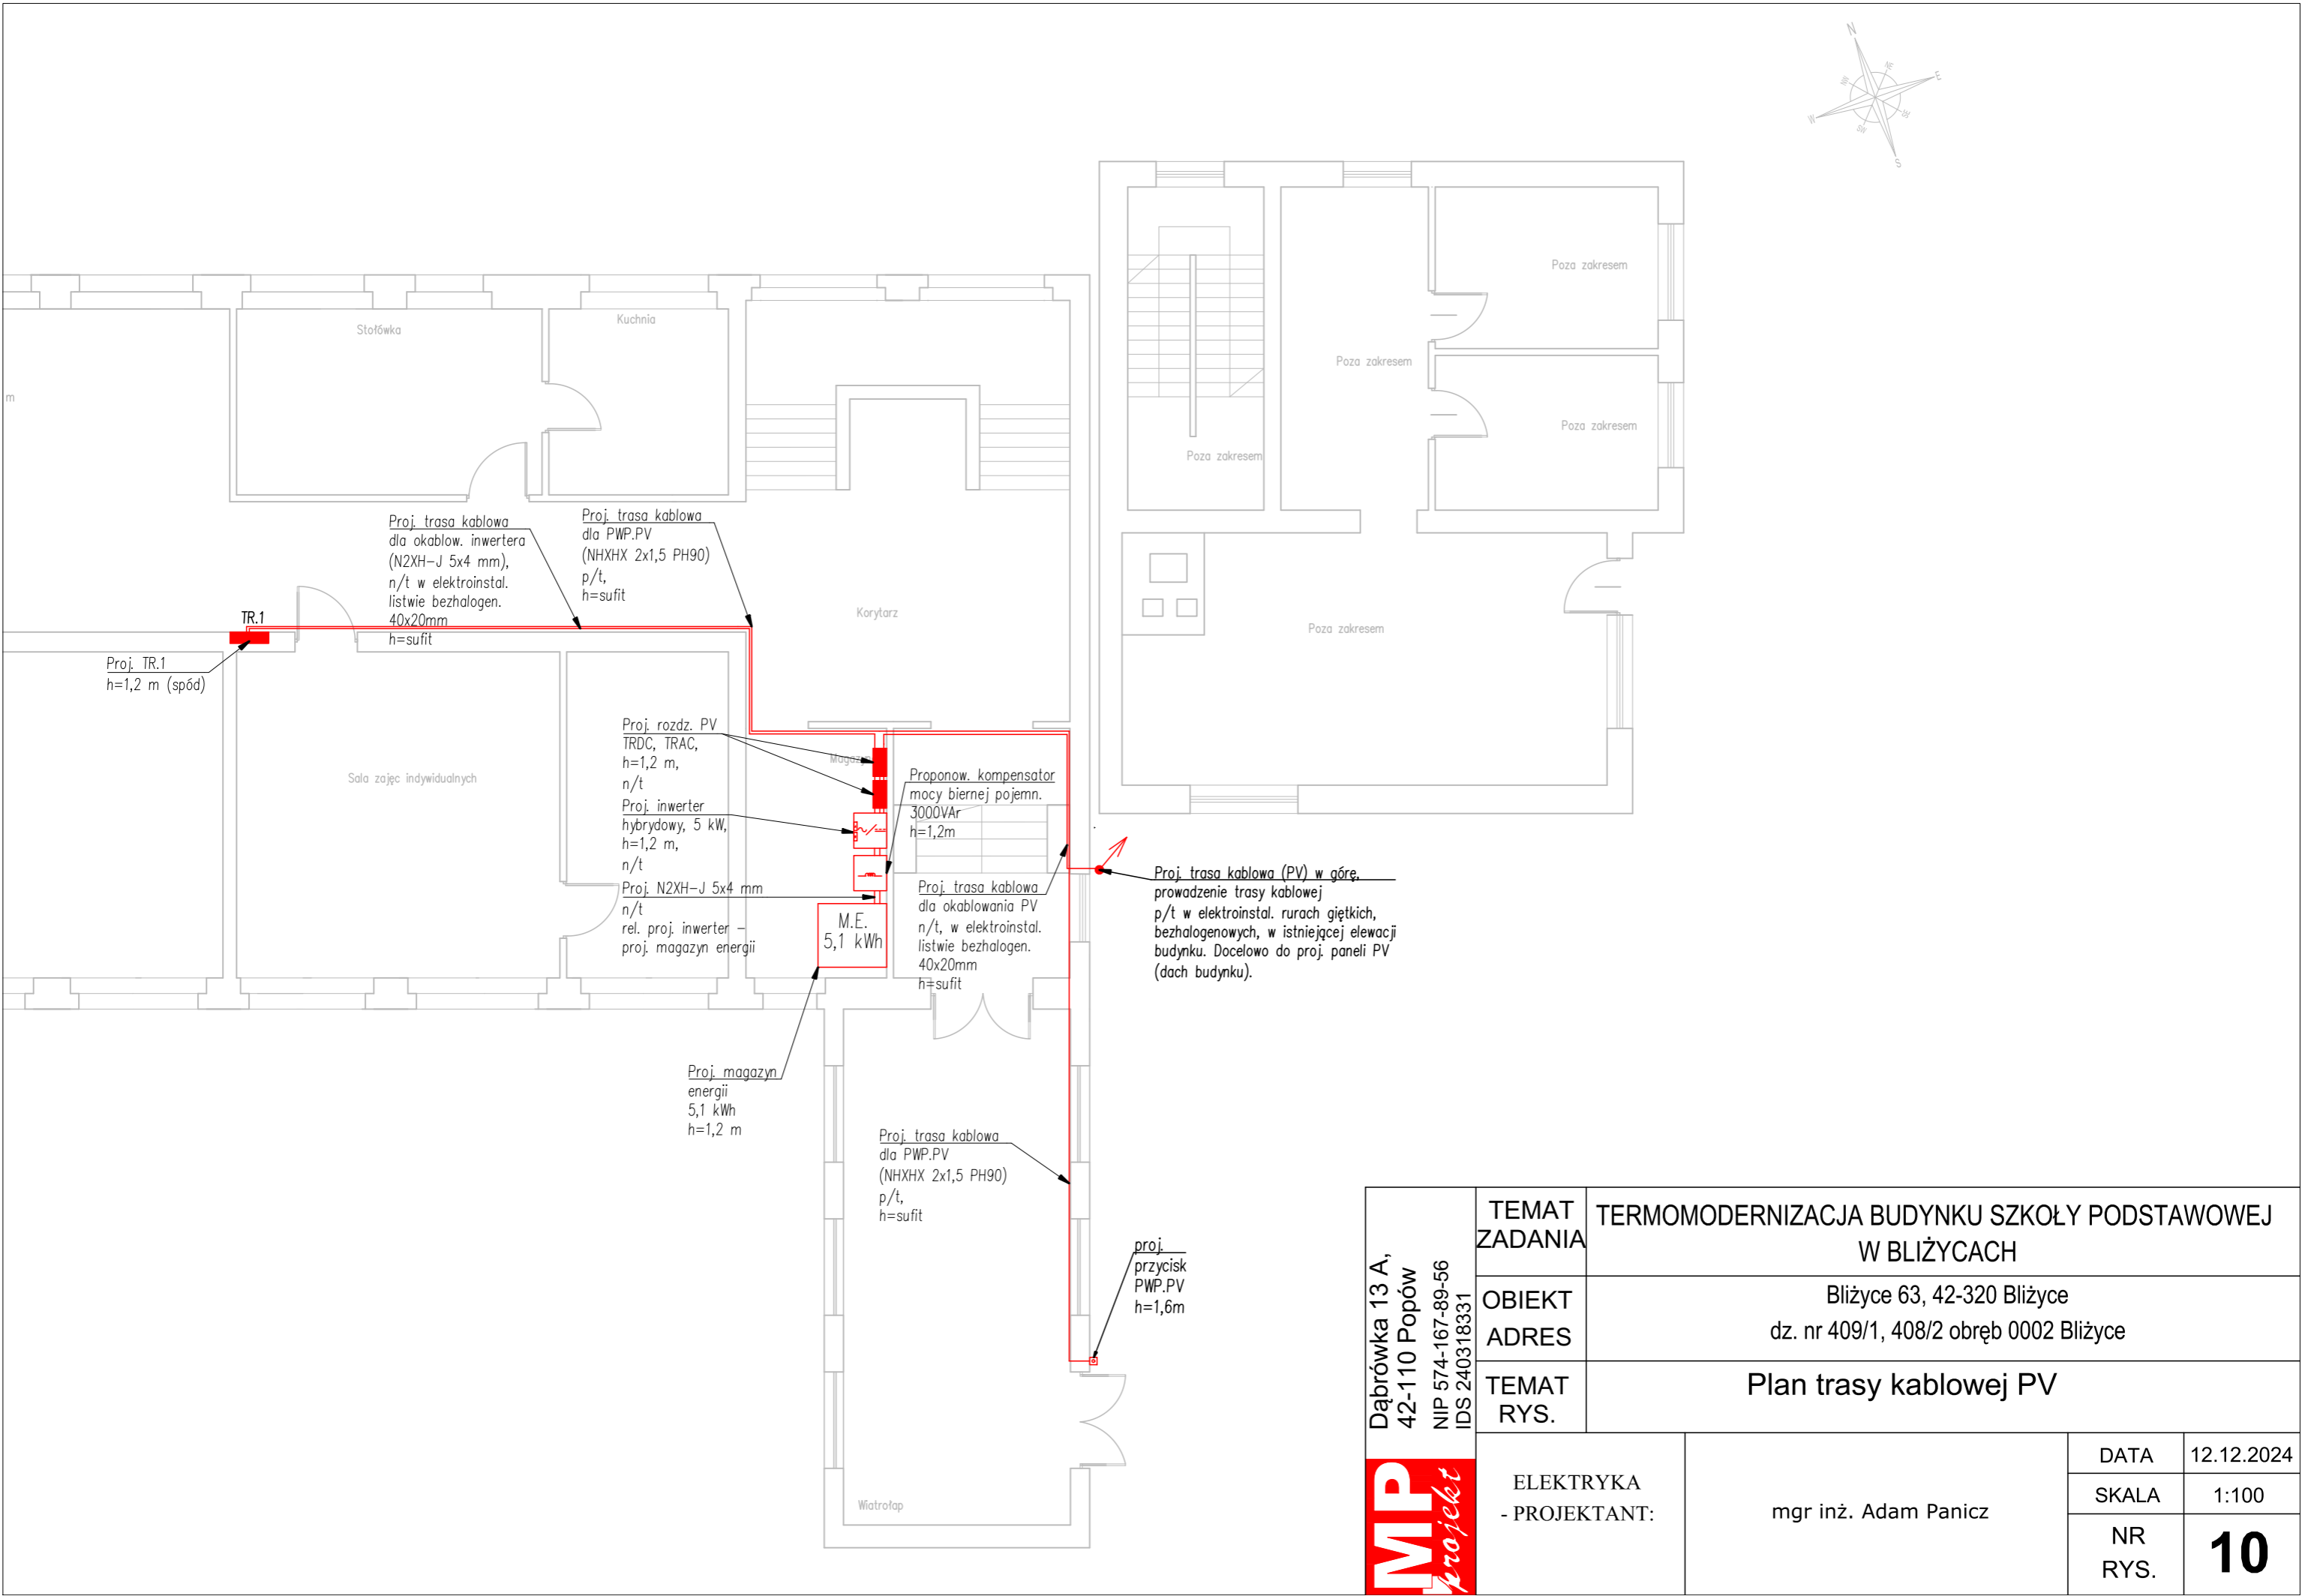 N
NE
E
SE
S
SW
W
NW
Poza zakresem
Poza zakresem
Poza zakresem
Poza zakresem
Poza zakresem
Stołówka
Kuchnia
m
Korytarz
Sala zajęć indywidualnych
Wiatrołap
Proj. trasa kablowa
dla okablow. inwertera
(N2XH-J 5x4 mm),
n/t w elektroinstal.
listwie bezhalogen.
40x20mm
h=sufit
Proj. trasa kablowa
dla PWP.PV
(NHXHX 2x1,5 PH90)
p/t,
h=sufit
TR.1
Proj. TR.1
h=1,2 m (spód)
Proj. rozdz. PV
TRDC, TRAC,
h=1,2 m,
n/t
Proj. inwerter
hybrydowy, 5 kW,
h=1,2 m,
n/t
Proj. N2XH-J 5x4 mm
n/t
rel. proj. inwerter –
proj. magazyn energii
M.E.
5,1 kWh
Proponow. kompensator
mocy biernej pojemn.
3000VAr
h=1,2m
Proj. trasa kablowa
dla okablowania PV
n/t, w elektroinstal.
listwie bezhalogen.
40x20mm
h=sufit
Proj. trasa kablowa (PV) w górę,
prowadzenie trasy kablowej
p/t w elektroinstal. rurach giętkich,
bezhalogenowych, w istniejącej elewacji
budynku. Docelowo do proj. paneli PV
(dach budynku).
Proj. magazyn
energii
5,1 kWh
h=1,2 m
Proj. trasa kablowa
dla PWP.PV
(NHXHX 2x1,5 PH90)
p/t,
h=sufit
proj.
przycisk
PWP.PV
h=1,6m
Dąbrówka 13 A,
42-110 Popów
NIP 574-167-89-56
IDS 240318331
MP
projekt
TEMAT
ZADANIA
TERMOMODERNIZACJA BUDYNKU SZKOŁY PODSTAWOWEJ
W BLIŻYCACH
OBIEKT
ADRES
Bliżyce 63, 42-320 Bliżyce
dz. nr 409/1, 408/2 obręb 0002 Bliżyce
TEMAT
RYS.
Plan trasy kablowej PV
ELEKTRYKA
- PROJEKTANT:
mgr inż. Adam Panicz
DATA
12.12.2024
SKALA
1:100
NR
RYS.
10